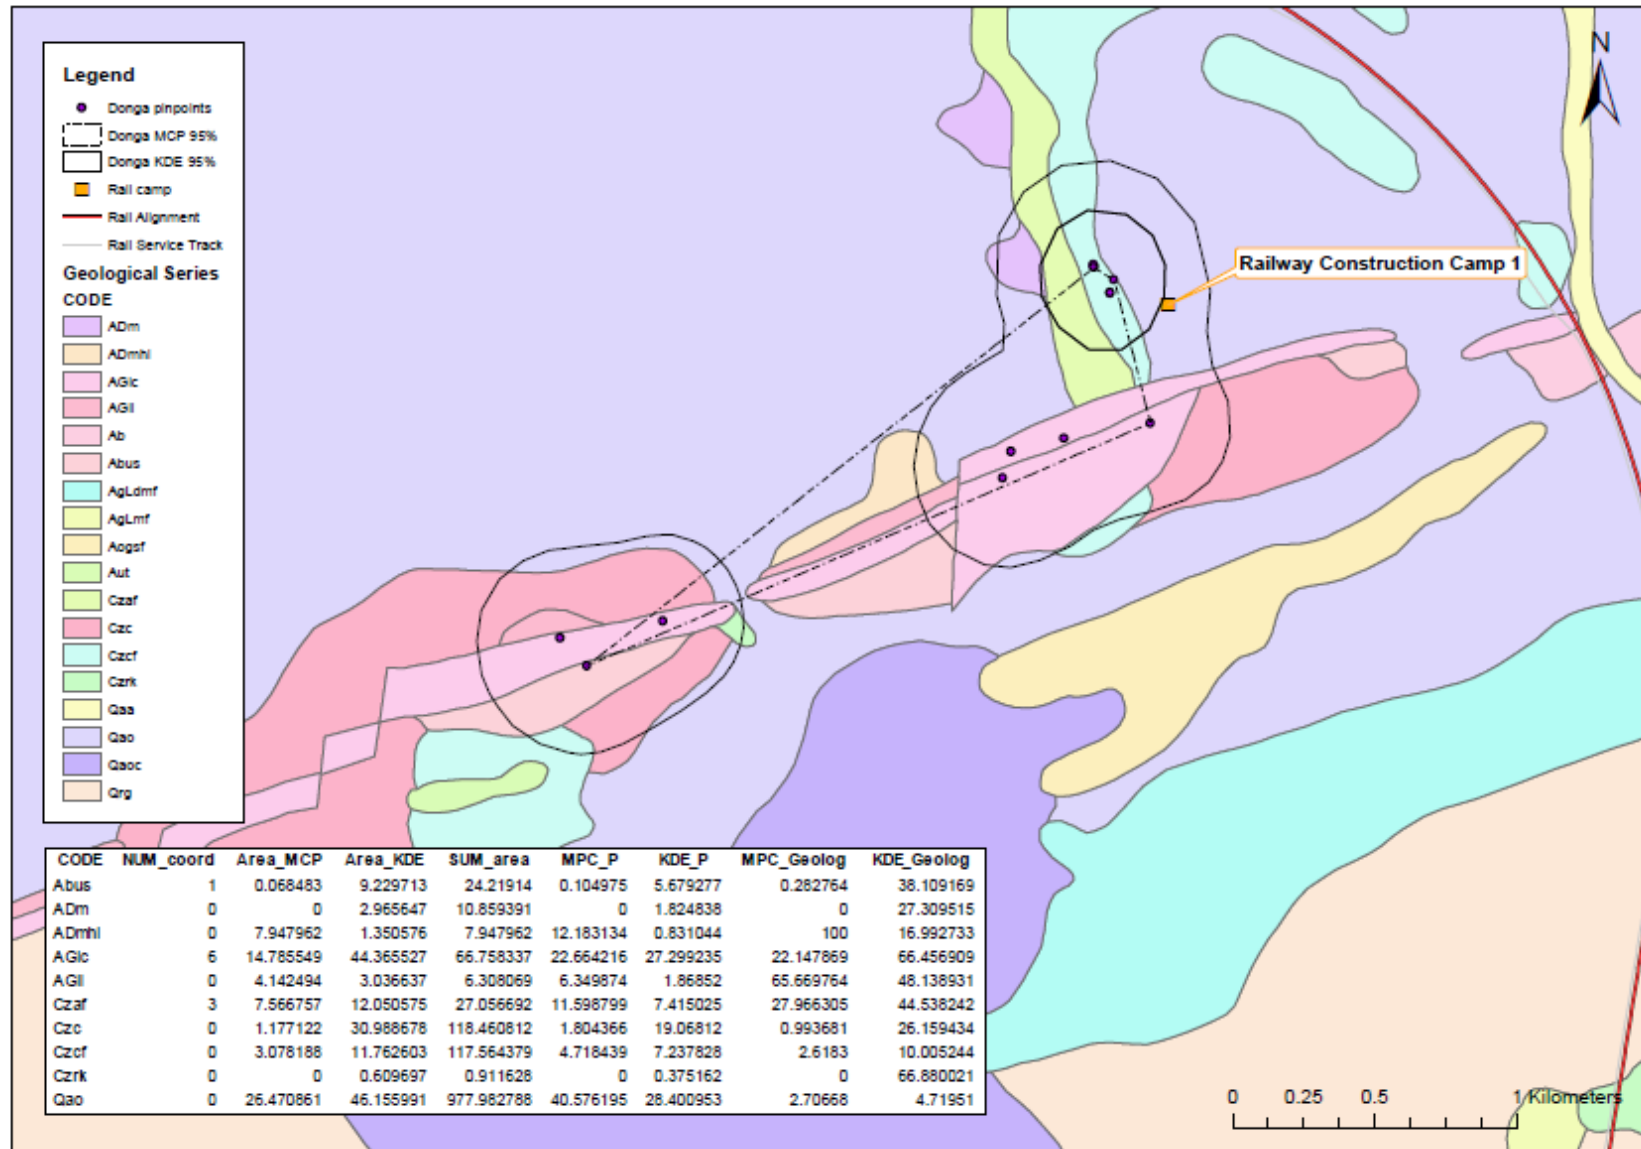 Legend
Donga pinpoints
Donga MCP 95%
Donga KDE 95%
Rail camp
Rail Alignment
Rail Service Track
Geological Series
CODE
ADm
ADmhi
AGic
AGil
Ab
Abus
AgLdmf
AgLmf
Aogsf
Aut
Czaf
Czc
Czcf
Czrk
Qaa
Qao
Qaoc
Qrg
N
Railway Construction Camp 1
CODE NUM_coord Area_MCP Area_KDE SUM_area MPC_P KDE_P MPC_Geolog KDE_Geolog
Abus 1 0.068483 9.229713 24.21914 0.104975 5.679277 0.282764 38.109169
ADm 0 0 2.965647 10.859391 0 1.824838 0 27.309515
ADmhi 0 7.947962 1.350576 7.947962 12.183134 0.831044 100 16.992733
AGic 6 14.785549 44.365527 66.758337 22.664216 27.299235 22.147869 66.456909
AGil 0 4.142494 3.036637 6.308069 6.349874 1.86852 65.669764 48.138931
Czaf 3 7.566757 12.050575 27.056692 11.598799 7.415025 27.966305 44.538242
Czc 0 1.177122 30.988678 118.460812 1.804366 19.06812 0.993681 26.159434
Czcf 0 3.078188 11.762603 117.564379 4.718439 7.237828 2.6183 10.005244
Czrk 0 0 0.609697 0.911628 0 0.375162 0 66.880021
Qao 0 26.470861 46.155991 977.982788 40.576195 28.400953 2.70668 4.71951
0 0.25 0.5 1 Kilometers